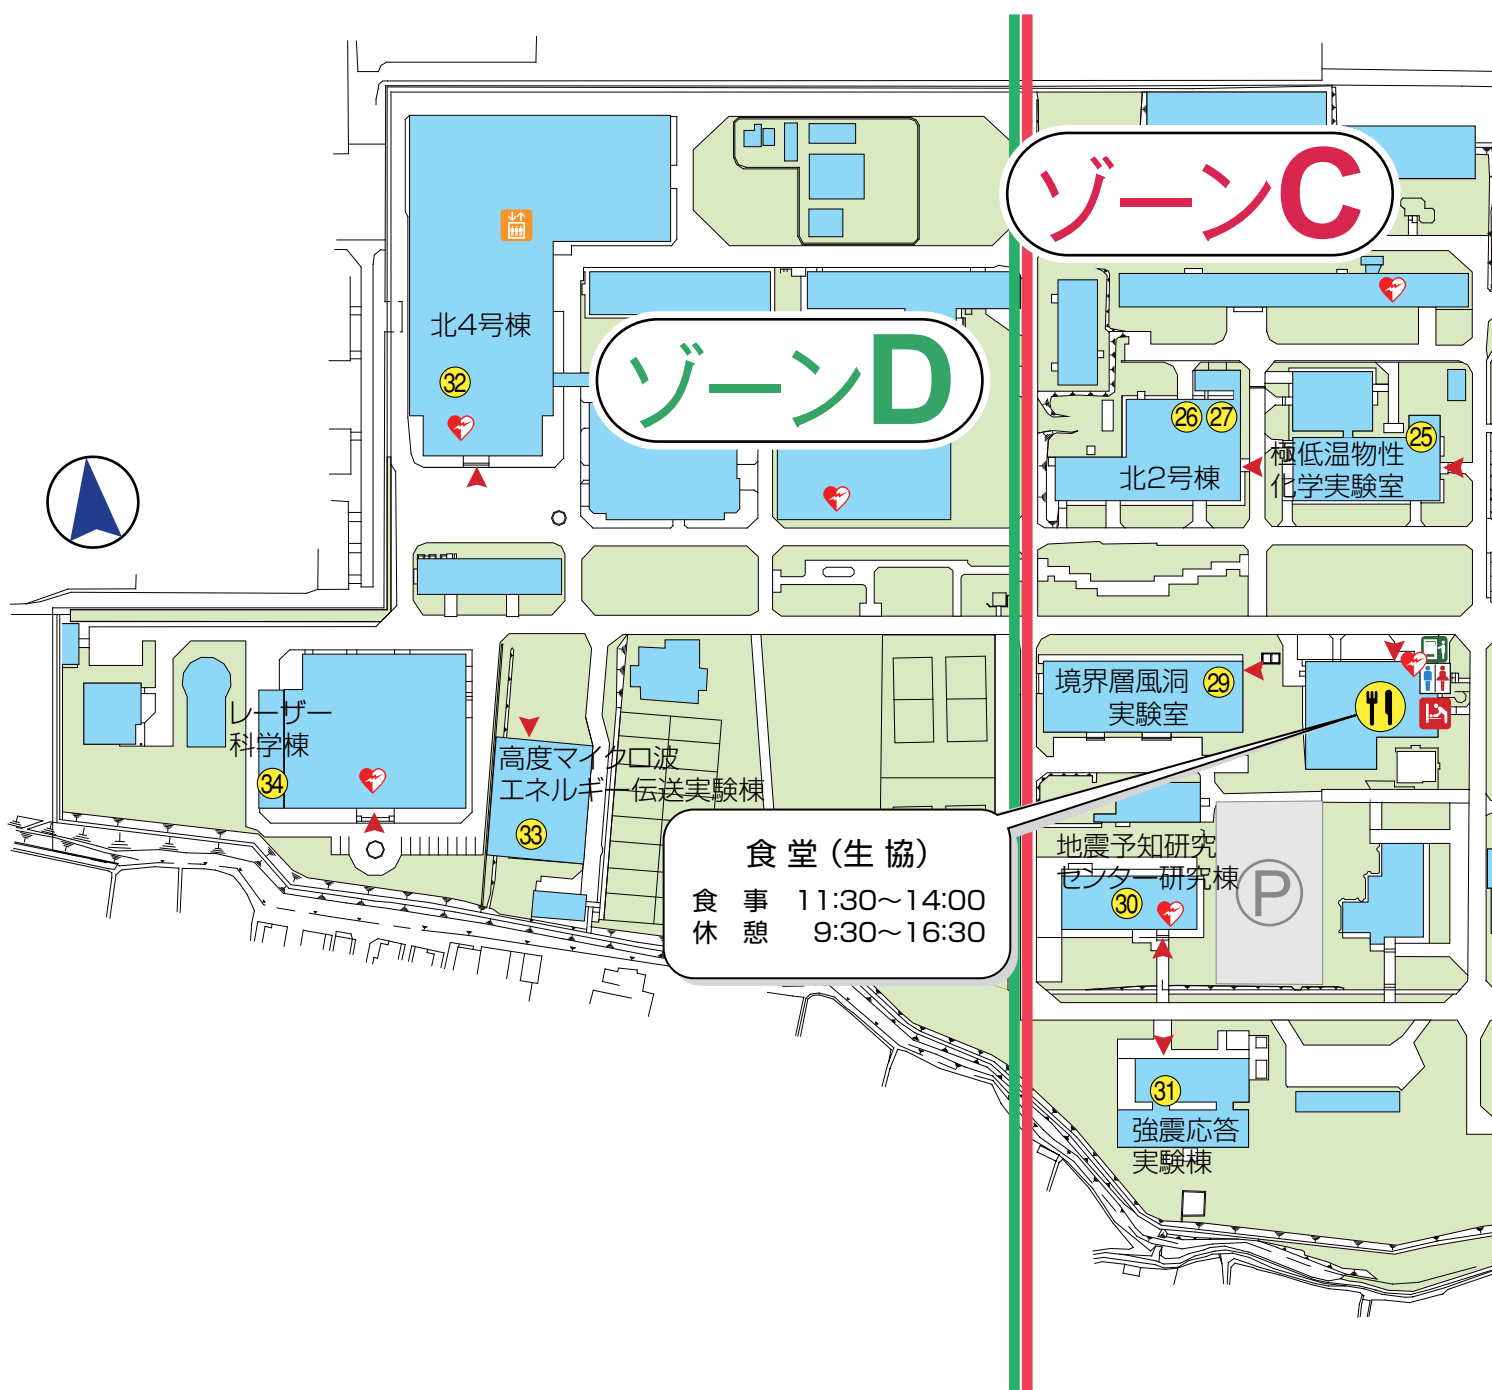 ゾーンC
ゾーンD
北4号棟
32
26
27
25
北2号棟
極低温物性
化学実験室
境界層風洞
実験室
29
レーザー
科学棟
34
高度マイクロ波
エネルギー伝送実験棟
33
食堂（生協）
食 事 11:30～14:00
休 憩 9:30～16:30
地震予知研究
センター研究棟
30
P
31
強震応答
実験棟